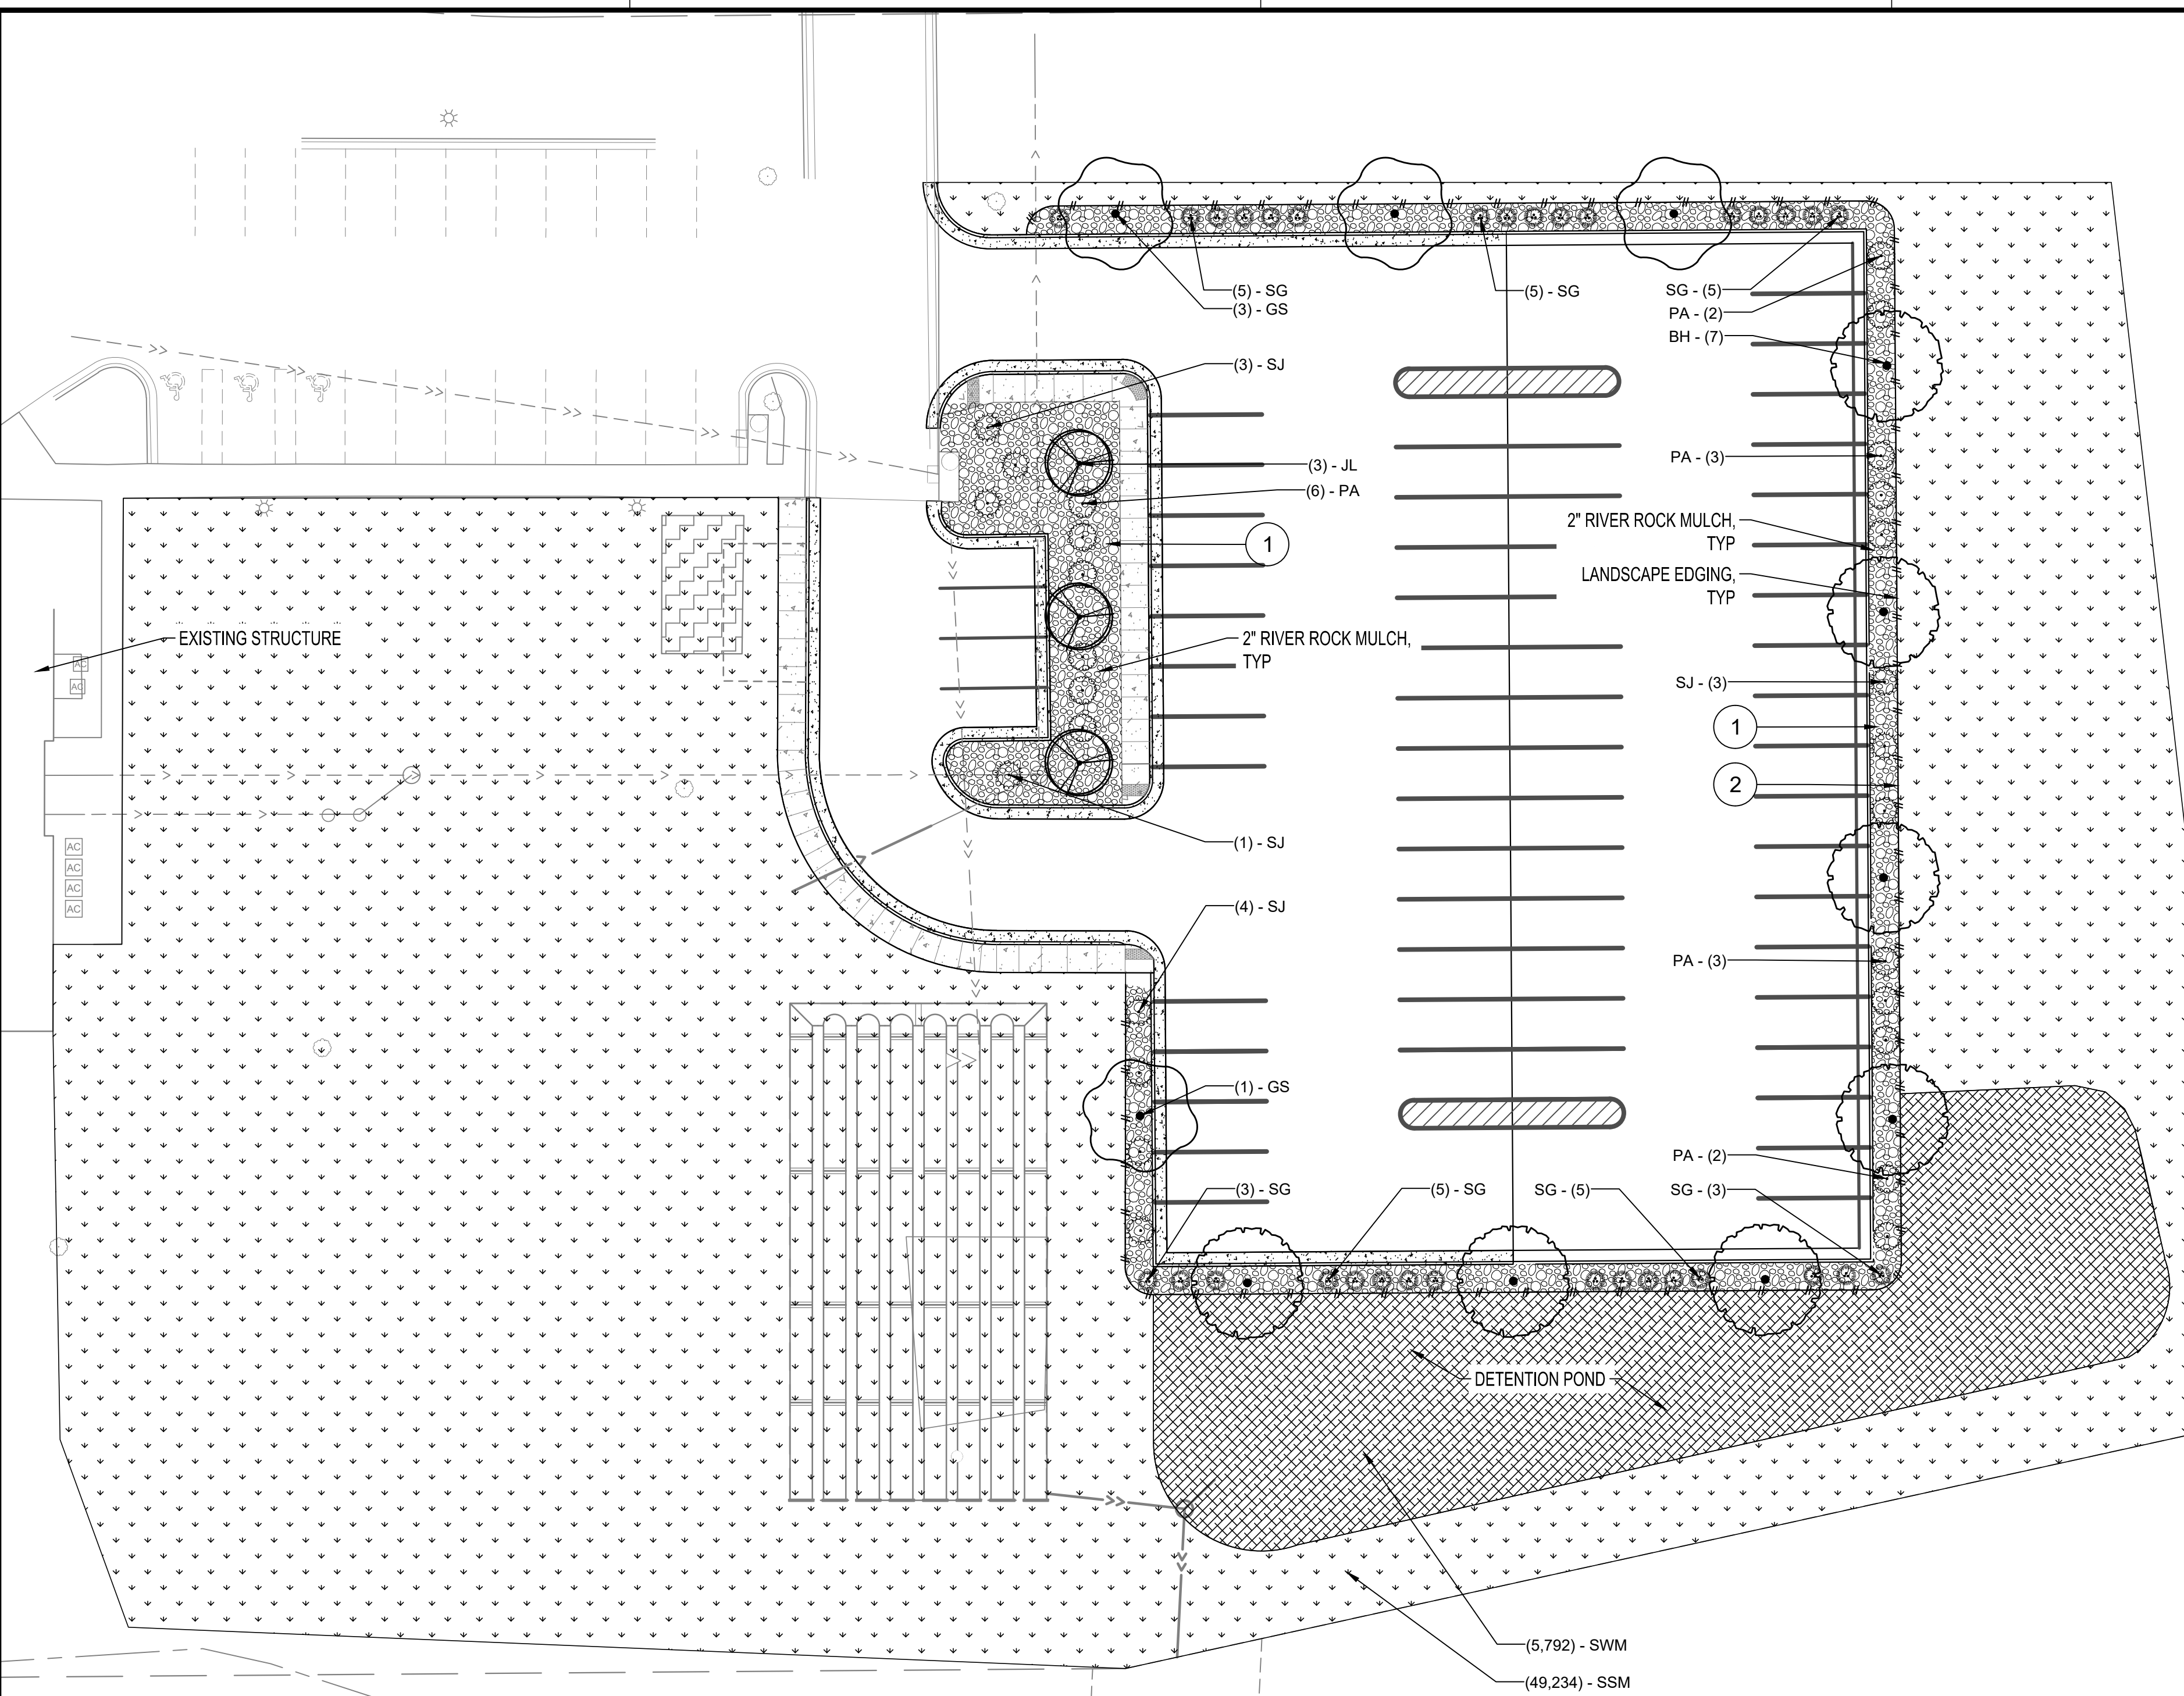 (5) - SG
(3) - GS
(5) - SG
SG - (5)
PA - (2)
BH - (7)
(3) - SJ
(3) - JL
(6) - PA
1
PA - (3)
2" RIVER ROCK MULCH,
TYP
LANDSCAPE EDGING,
TYP
EXISTING STRUCTURE
2" RIVER ROCK MULCH,
TYP
AC
AC
SJ - (3)
1
2
(1) - SJ
AC
AC
AC
AC
(4) - SJ
PA - (3)
(1) - GS
PA - (2)
(3) - SG
(5) - SG
SG - (5)
SG - (3)
DETENTION POND
(5,792) - SWM
(49,234) - SSM